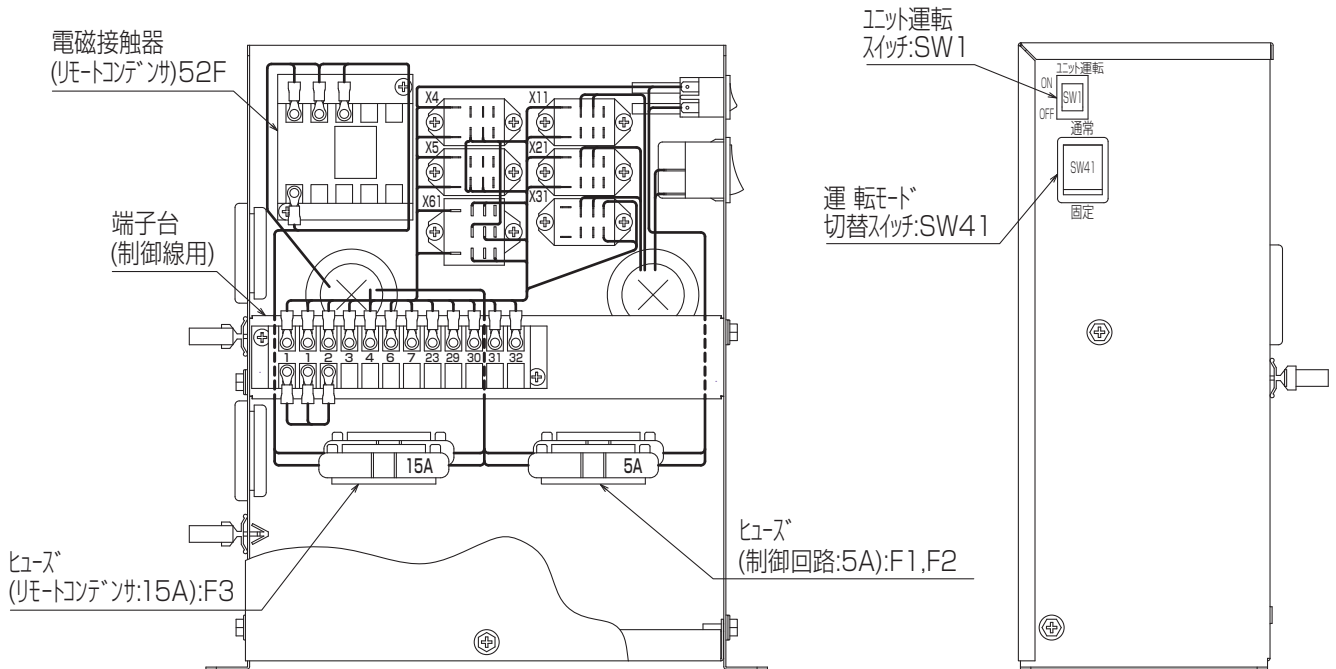 電磁接触器
(リモートコンデンサ)52F
端子台
(制御線用)
X4
X11
X5
X21
X61
X31
1 1 2 3 4 6 7 23 29 30 31 32
15A
5A
ヒューズ
(リモートコンデンサ:15A):F3
ヒューズ
(制御回路:5A):F1,F2
ユニット運転
スイッチ:SW1
運 転モード
切替スイッチ:SW41
ユニット運転
ON
SW1
OFF
通常
SW41
固定